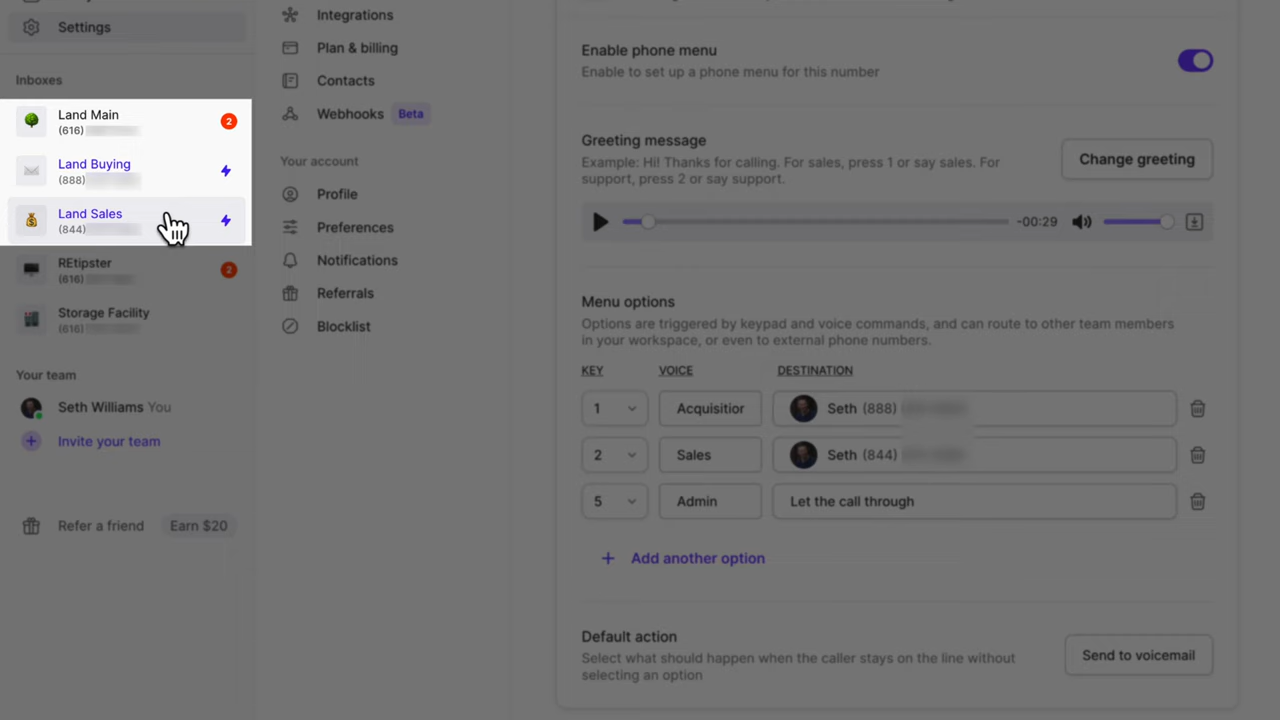 Settings
Inboxes
Land Main
(616)
2
Land Buying
(888)
Land Sales
(844)
REtipster
(616)
2
Storage Facility
(616)
Your team
Seth Williams You
Invite your team
Refer a friend
Earn $20
Integrations
Plan & billing
Contacts
Webhooks
Beta
Your account
Profile
Preferences
Notifications
Referrals
Blocklist
Enable phone menu
Enable to set up a phone menu for this number
Greeting message
Example: Hi! Thanks for calling. For sales, press 1 or say sales. For
support, press 2 or say support.
Change greeting
-00:29
Menu options
Options are triggered by keypad and voice commands, and can route to other team members
in your workspace, or even to external phone numbers.
KEY VOICE DESTINATION
1 Acquisitior Seth (888)
2 Sales Seth (844)
5 Admin Let the call through
+ Add another option
Default action
Select what should happen when the caller stays on the line without
selecting an option
Send to voicemail